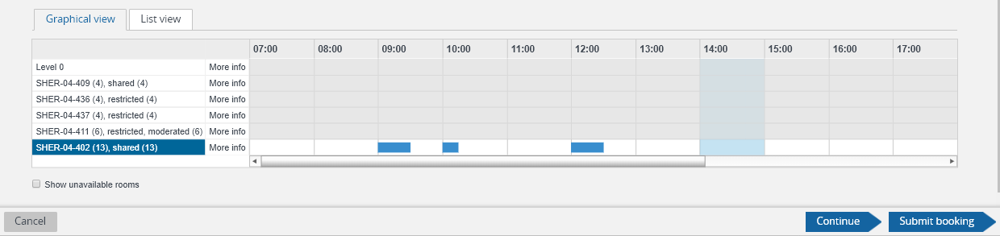 Graphical view List view
07:00 08:00 09:00 10:00 11:00 12:00 13:00 14:00 15:00 16:00 17:00
Level 0 More info
SHER-04-409 (4), shared (4) More info
SHER-04-436 (4), restricted (4) More info
SHER-04-437 (4), restricted (4) More info
SHER-04-411 (6), restricted, moderated (6) More info
SHER-04-402 (13), shared (13) More info
Show unavailable rooms
Cancel Continue Submit booking